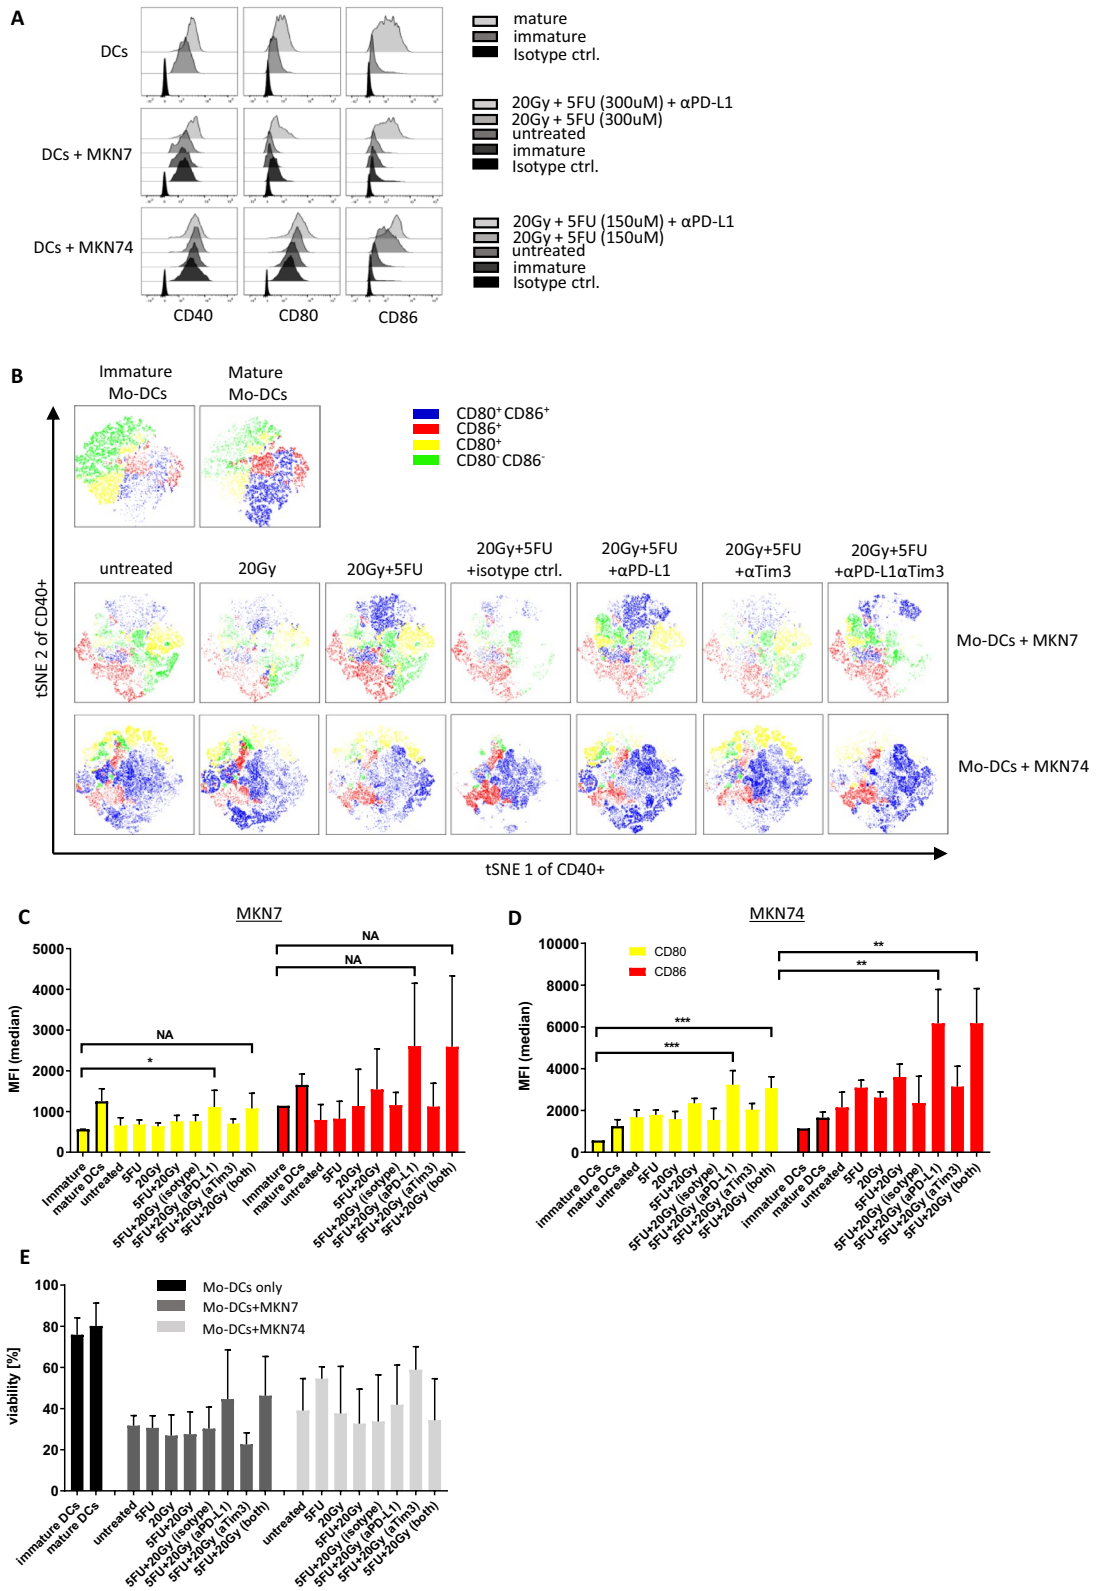 A
DCs
mature
immature
Isotype ctrl.
DCs + MKN7
20Gy + 5FU (300uM) + αPD-L1
20Gy + 5FU (300uM)
untreated
immature
Isotype ctrl.
DCs + MKN74
20Gy + 5FU (150uM) + αPD-L1
20Gy + 5FU (150uM)
untreated
immature
Isotype ctrl.
CD40 CD80 CD86
B
Immature
Mo-DCs
Mature
Mo-DCs
CD80+ CD86+
CD86+
CD80+
CD80- CD86-
tSNE 2 of CD40+
untreated
20Gy
20Gy+5FU
20Gy+5FU
+isotype ctrl.
20Gy+5FU
+αPD-L1
20Gy+5FU
+αTim3
20Gy+5FU
+αPD-L1αTim3
Mo-DCs + MKN7
Mo-DCs + MKN74
tSNE 1 of CD40+
C
MKN7
MFI (median)
5000
4000
3000
2000
1000
0
NA
*
NA
NA
Immature
mature DCs
untreated
5FU
20Gy
5FU+20Gy
5FU+20Gy (isotype)
5FU+20Gy (aPD-L1)
5FU+20Gy (aTim3)
5FU+20Gy (both)
Immature
mature DCs
untreated
5FU
20Gy
5FU+20Gy
5FU+20Gy (isotype)
5FU+20Gy (aPD-L1)
5FU+20Gy (aTim3)
5FU+20Gy (both)
D
MKN74
CD80
CD86
MFI (median)
10000
8000
6000
4000
2000
0
***
***
**
**
immature DCs
mature DCs
untreated
5FU
20Gy
5FU+20Gy
5FU+20Gy (isotype)
5FU+20Gy (aPD-L1)
5FU+20Gy (aTim3)
5FU+20Gy (both)
immature DCs
mature DCs
untreated
5FU
20Gy
5FU+20Gy
5FU+20Gy (isotype)
5FU+20Gy (aPD-L1)
5FU+20Gy (aTim3)
5FU+20Gy (both)
E
Mo-DCs only
Mo-DCs+MKN7
Mo-DCs+MKN74
viability [%]
100
80
60
40
20
0
immature DCs
mature DCs
untreated
5FU
20Gy
5FU+20Gy
5FU+20Gy (isotype)
5FU+20Gy (aPD-L1)
5FU+20Gy (aTim3)
5FU+20Gy (both)
untreated
5FU
20Gy
5FU+20Gy
5FU+20Gy (isotype)
5FU+20Gy (aPD-L1)
5FU+20Gy (aTim3)
5FU+20Gy (both)